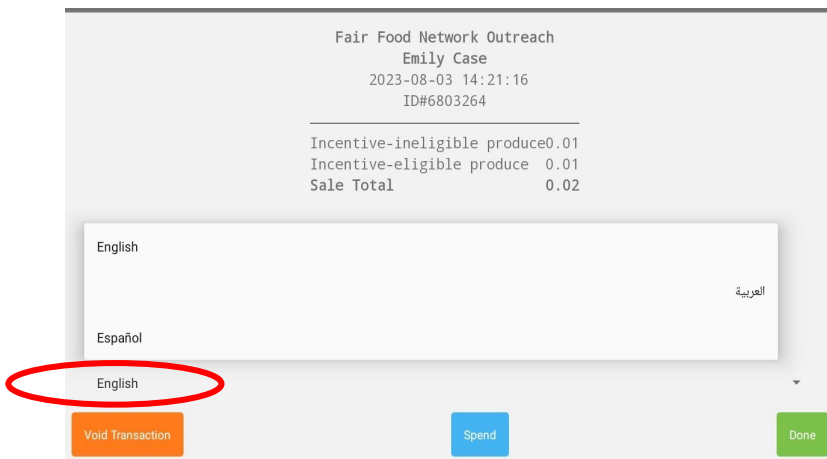 Fair Food Network Outreach
Emily Case
2023-08-03 14:21:16
ID#6803264
Incentive-ineligible produce0.01
Incentive-eligible produce 0.01
Sale Total 0.02
English
العربية
Español
English
Void Transaction Spend Done